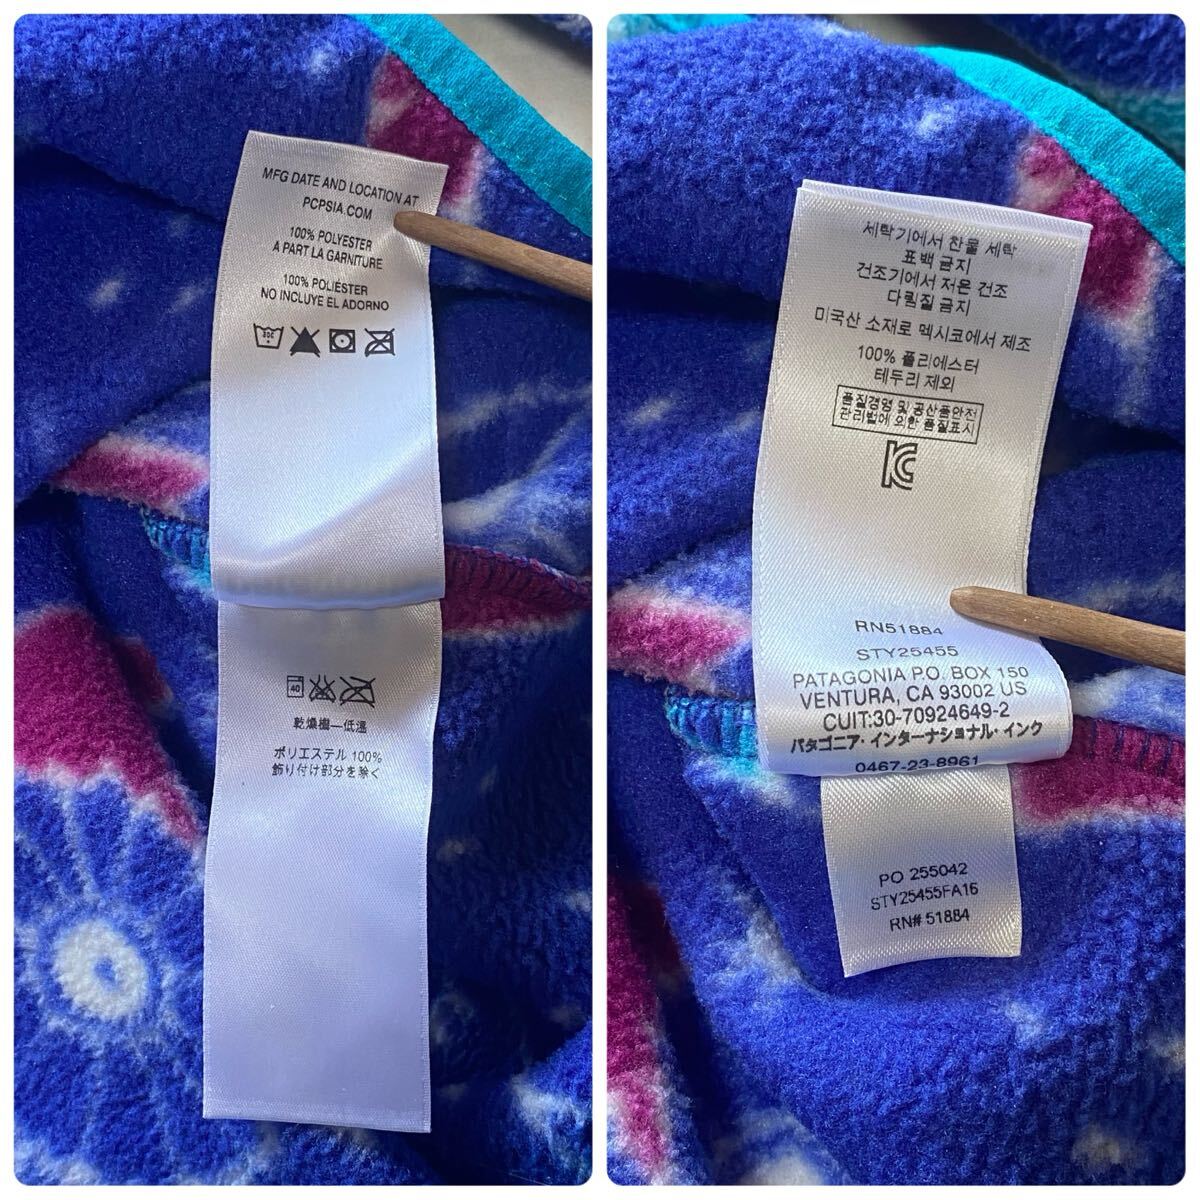 MFG DATE AND LOCATION AT
PCPSIA.COM
100% POLYESTER
À PART LA GARNITURE
100% POLIÉSTER
NO INCLUYE EL ADORNO
30C
40
乾燥機—低温
ポリエステル 100%
飾り付け部分を除く
세탁기에서 찬물 세탁
표백 금지
건조기에서 저온 건조
다림질 금지
미국산 소재로 멕시코에서 제조
100% 폴리에스터
테두리 제외
품질경영 및 공산품안전
관리법에 의한 품질표시
RN51884
STY25455
PATAGONIA P.O. BOX 150
VENTURA, CA 93002 US
CUIT:30-70924649-2
パタゴニア・インターナショナル・インク
0467-23-8961
PO 255042
STY25455FA16
RN# 51884